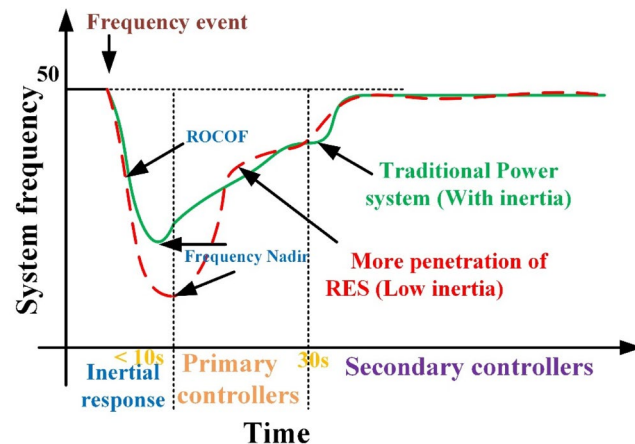 Frequency event
50
ROCOF
Traditional Power
system (With inertia)
Frequency Nadir
More penetration of
RES (Low inertia)
System frequency
< 10s
30s
Inertial
response
Primary
controllers
Secondary controllers
Time